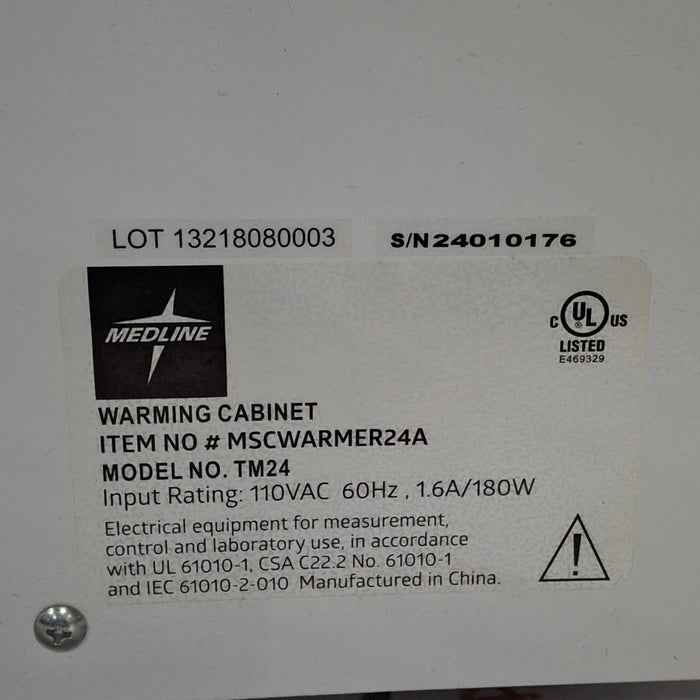 LOT 13218080003 S/N24010176
MEDLINE
C UL US
®
LISTED
E469329
WARMING CABINET
ITEM NO # MSCWARMER24A
MODEL NO. TM24
Input Rating: 110VAC 60Hz , 1.6A/180W
Electrical equipment for measurement,
control and laboratory use, in accordance
with UL 61010-1, CSA C22.2 No. 61010-1
and IEC 61010-2-010 Manufactured in China.
!